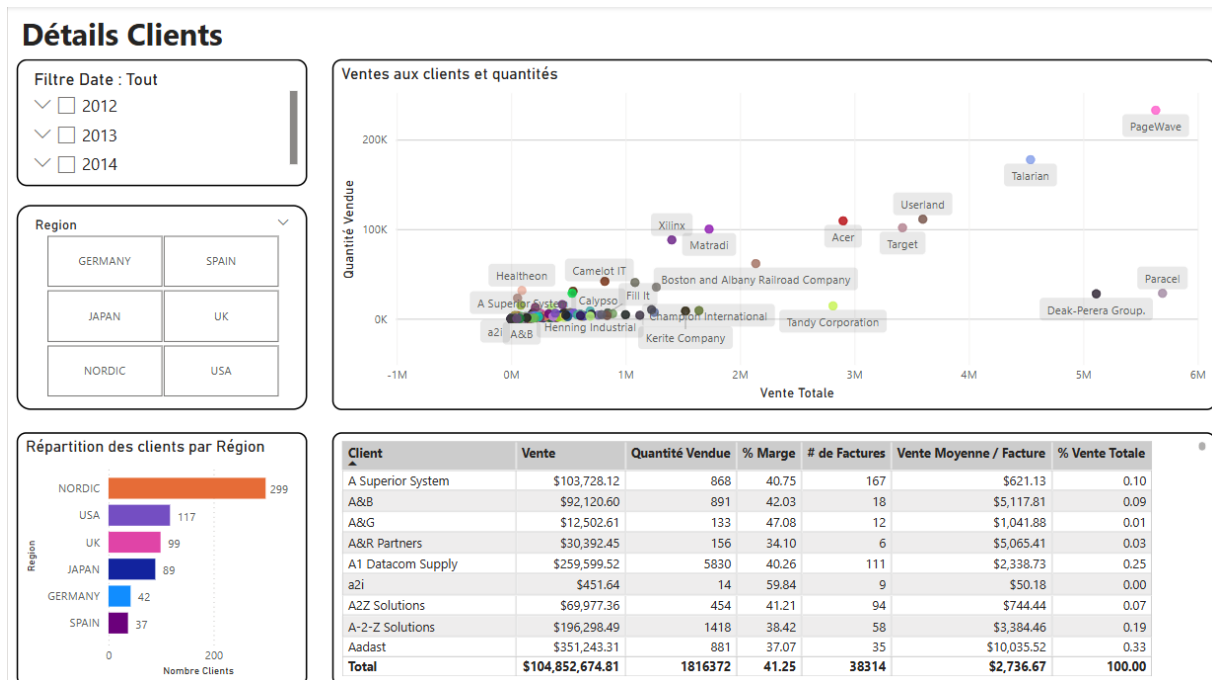 Détails Clients
Filtre Date : Tout
2012
2013
2014
Region
GERMANY SPAIN
JAPAN UK
NORDIC USA
Répartition des clients par Région
Region
NORDIC 299
USA 117
UK 99
JAPAN 89
GERMANY 42
SPAIN 37
0 200
Nombre Clients
Ventes aux clients et quantités
Quantité Vendue
200K
100K
0K
PageWave
Talarian
Userland
Xilinx
Matradi
Acer
Target
Healtheon
Camelot IT
Boston and Albany Railroad Company
Paracel
A Superior System
Calypso
Fill It
Deak-Perera Group.
Henning Industrial
Champion International
Tandy Corporation
a2i
A&B
Kerite Company
-1M 0M 1M 2M 3M 4M 5M 6M
Vente Totale
Client Vente Quantité Vendue % Marge # de Factures Vente Moyenne / Facture % Vente Totale
A Superior System $103,728.12 868 40.75 167 $621.13 0.10
A&B $92,120.60 891 42.03 18 $5,117.81 0.09
A&G $12,502.61 133 47.08 12 $1,041.88 0.01
A&R Partners $30,392.45 156 34.10 6 $5,065.41 0.03
A1 Datacom Supply $259,599.52 5830 40.26 111 $2,338.73 0.25
a2i $451.64 14 59.84 9 $50.18 0.00
A2Z Solutions $69,977.36 454 41.21 94 $744.44 0.07
A-2-Z Solutions $196,298.49 1418 38.42 58 $3,384.46 0.19
Aadast $351,243.31 881 37.07 35 $10,035.52 0.33
Total $104,852,674.81 1816372 41.25 38314 $2,736.67 100.00